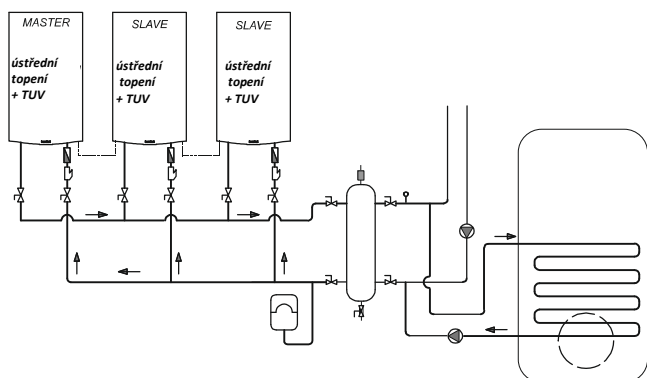 MASTER
ústřední
topení
+ TUV
SLAVE
ústřední
topení
+ TUV
SLAVE
ústřední
topení
+ TUV